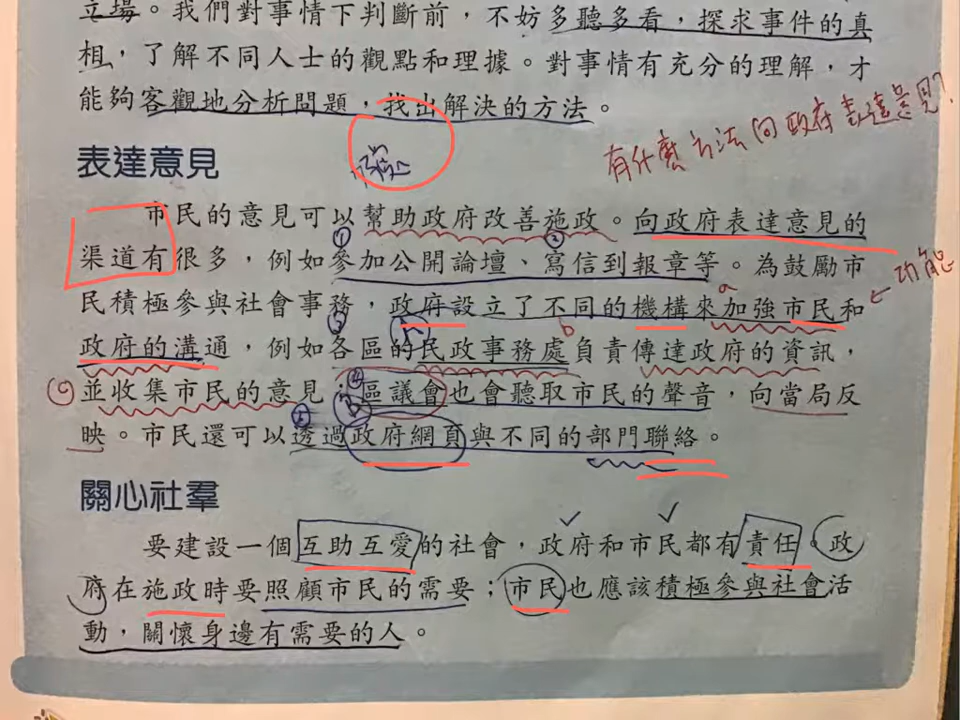 立場。我們對事情下判斷前，不妨多聽多看，探求事件的真
相，了解不同人士的觀點和理據。對事情有充分的理解，才
能夠客觀地分析問題，找出解決的方法。
有什麼方法向政府表達意見？
表達意見
市民的意見可以幫助政府改善施政。向政府表達意見的
① ②
渠道有很多，例如參加公開論壇、寫信到報章等。為鼓勵市
功能
a
民積極參與社會事務，政府設立了不同的機構來加強市民和
③ b
政府的溝通，例如各區的民政事務處負責傳達政府的資訊，
c ④
並收集市民的意見；區議會也會聽取市民的聲音，向當局反
⑤
映。市民還可以透過政府網頁與不同的部門聯絡。
關心社羣
要建設一個互助互愛的社會，政府和市民都有責任。政
府在施政時要照顧市民的需要；市民也應該積極參與社會活
動，關懷身邊有需要的人。